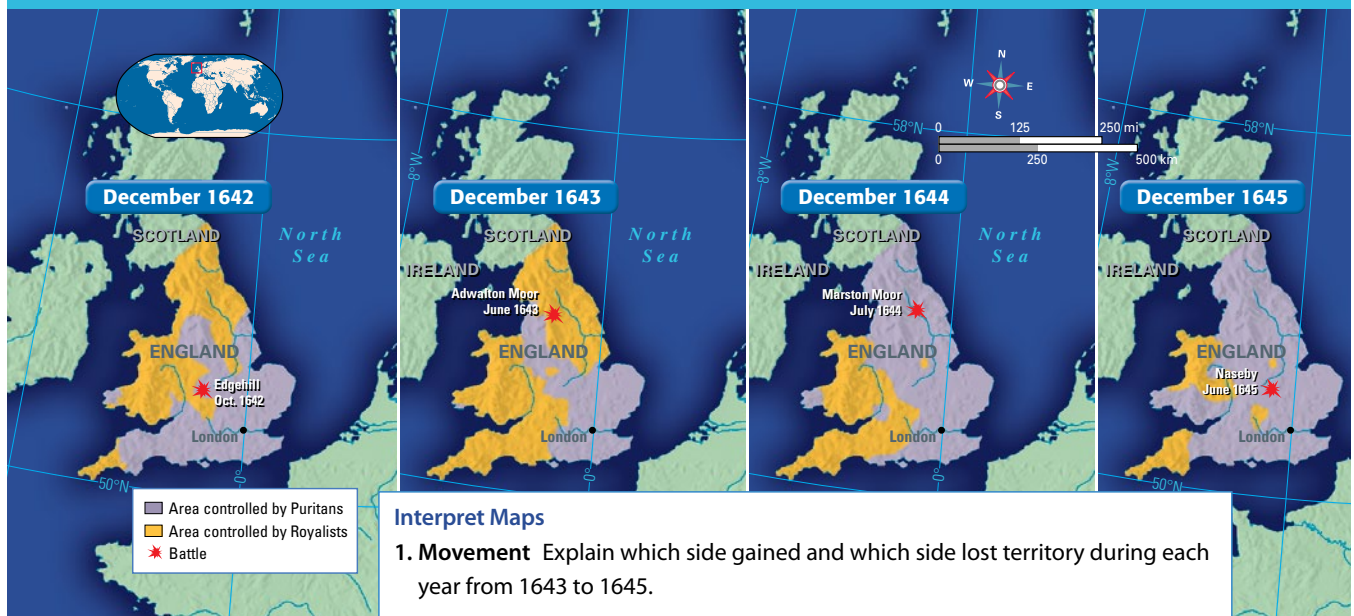 December 1642
SCOTLAND
North
Sea
ENGLAND
Edgehill
Oct. 1642
London
50°N
0°
Area controlled by Puritans
Area controlled by Royalists
Battle
December 1643
8°W
SCOTLAND
IRELAND
North
Sea
Adwalton Moor
June 1643
ENGLAND
London
0°
N
W E
S
0 125 250 mi
0 250 500 km
58°N
8°W
December 1644
SCOTLAND
IRELAND
North
Sea
Marston Moor
July 1644
ENGLAND
London
0°
58°N
8°W
December 1645
SCOTLAND
IRELAND
North
Sea
ENGLAND
Naseby
June 1645
London
50°N
0°
Interpret Maps
1. Movement Explain which side gained and which side lost territory during each
year from 1643 to 1645.